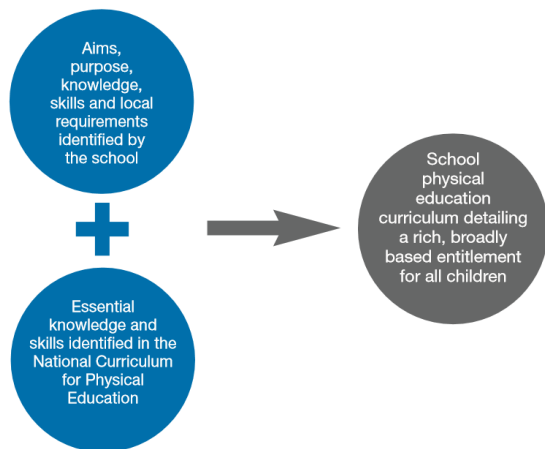 Aims,
purpose,
knowledge,
skills and local
requirements
identified by
the school
Essential
knowledge and
skills identified in the
National Curriculum
for Physical
Education
School
physical
education
curriculum detailing
a rich, broadly
based entitlement
for all children